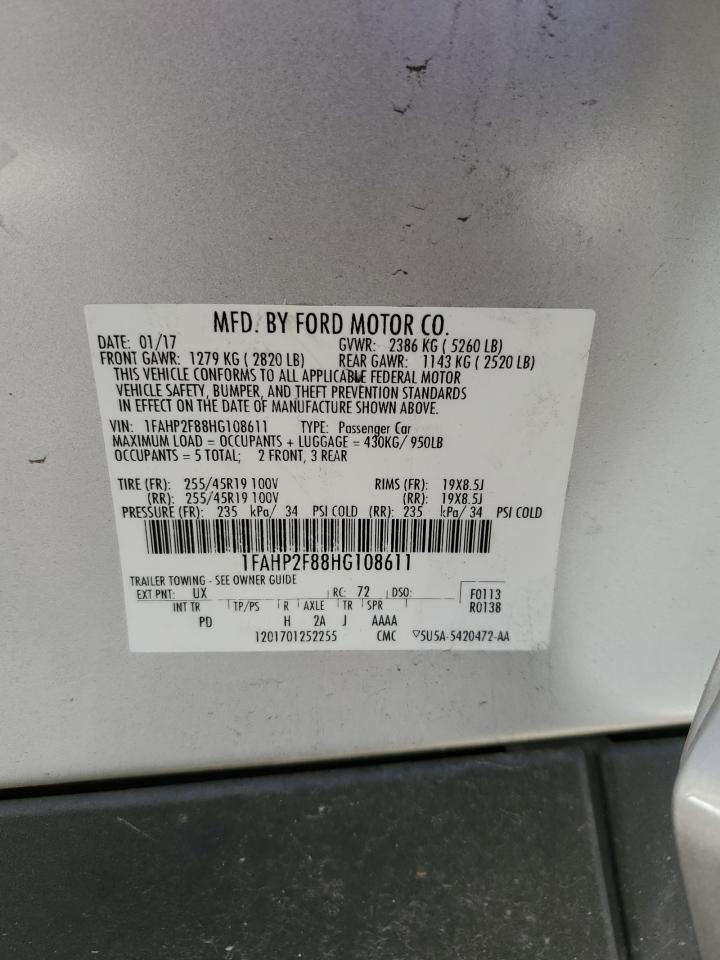 MFD. BY FORD MOTOR CO.
DATE: 01/17 GVWR: 2386 KG ( 5260 LB)
FRONT GAWR: 1279 KG ( 2820 LB) REAR GAWR: 1143 KG ( 2520 LB)
THIS VEHICLE CONFORMS TO ALL APPLICABLE FEDERAL MOTOR
VEHICLE SAFETY, BUMPER, AND THEFT PREVENTION STANDARDS
IN EFFECT ON THE DATE OF MANUFACTURE SHOWN ABOVE.
VIN: 1FAHP2F88HG108611 TYPE: Passenger Car
MAXIMUM LOAD = OCCUPANTS + LUGGAGE = 430KG/ 950LB
OCCUPANTS = 5 TOTAL; 2 FRONT, 3 REAR
TIRE (FR): 255/45R19 100V RIMS (FR): 19X8.5J
(RR): 255/45R19 100V (RR): 19X8.5J
PRESSURE (FR): 235 kPa/ 34 PSI COLD (RR): 235 kPa/ 34 PSI COLD
1FAHP2F88HG108611
TRAILER TOWING - SEE OWNER GUIDE
EXT PNT: UX RC: 72 DSO: F0113
INT TR TP/PS R AXLE TR SPR R0138
PD H 2A J AAAA
1201701252255 CMC ▽5U5A-5420472-AA